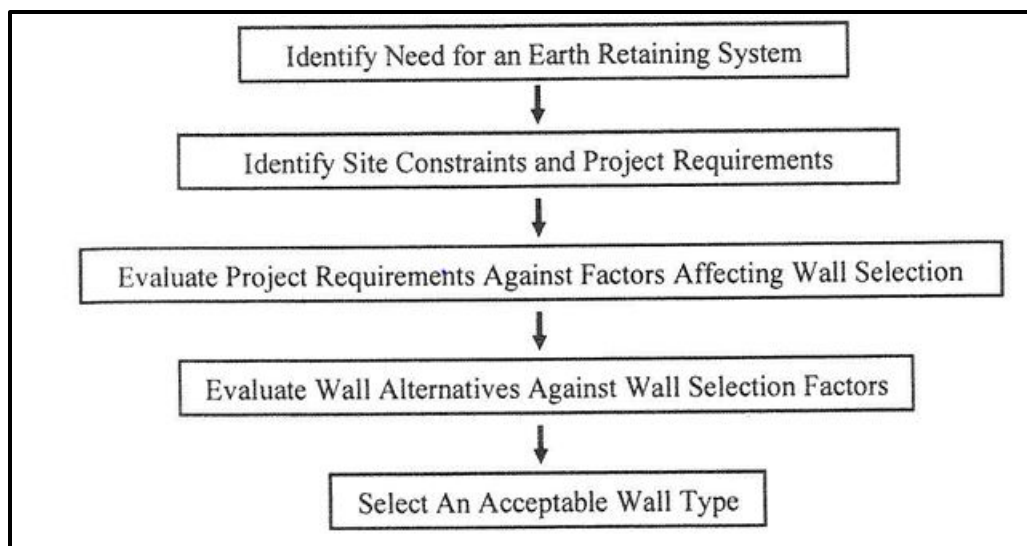 Identify Need for an Earth Retaining System
Identify Site Constraints and Project Requirements
Evaluate Project Requirements Against Factors Affecting Wall Selection
Evaluate Wall Alternatives Against Wall Selection Factors
Select An Acceptable Wall Type